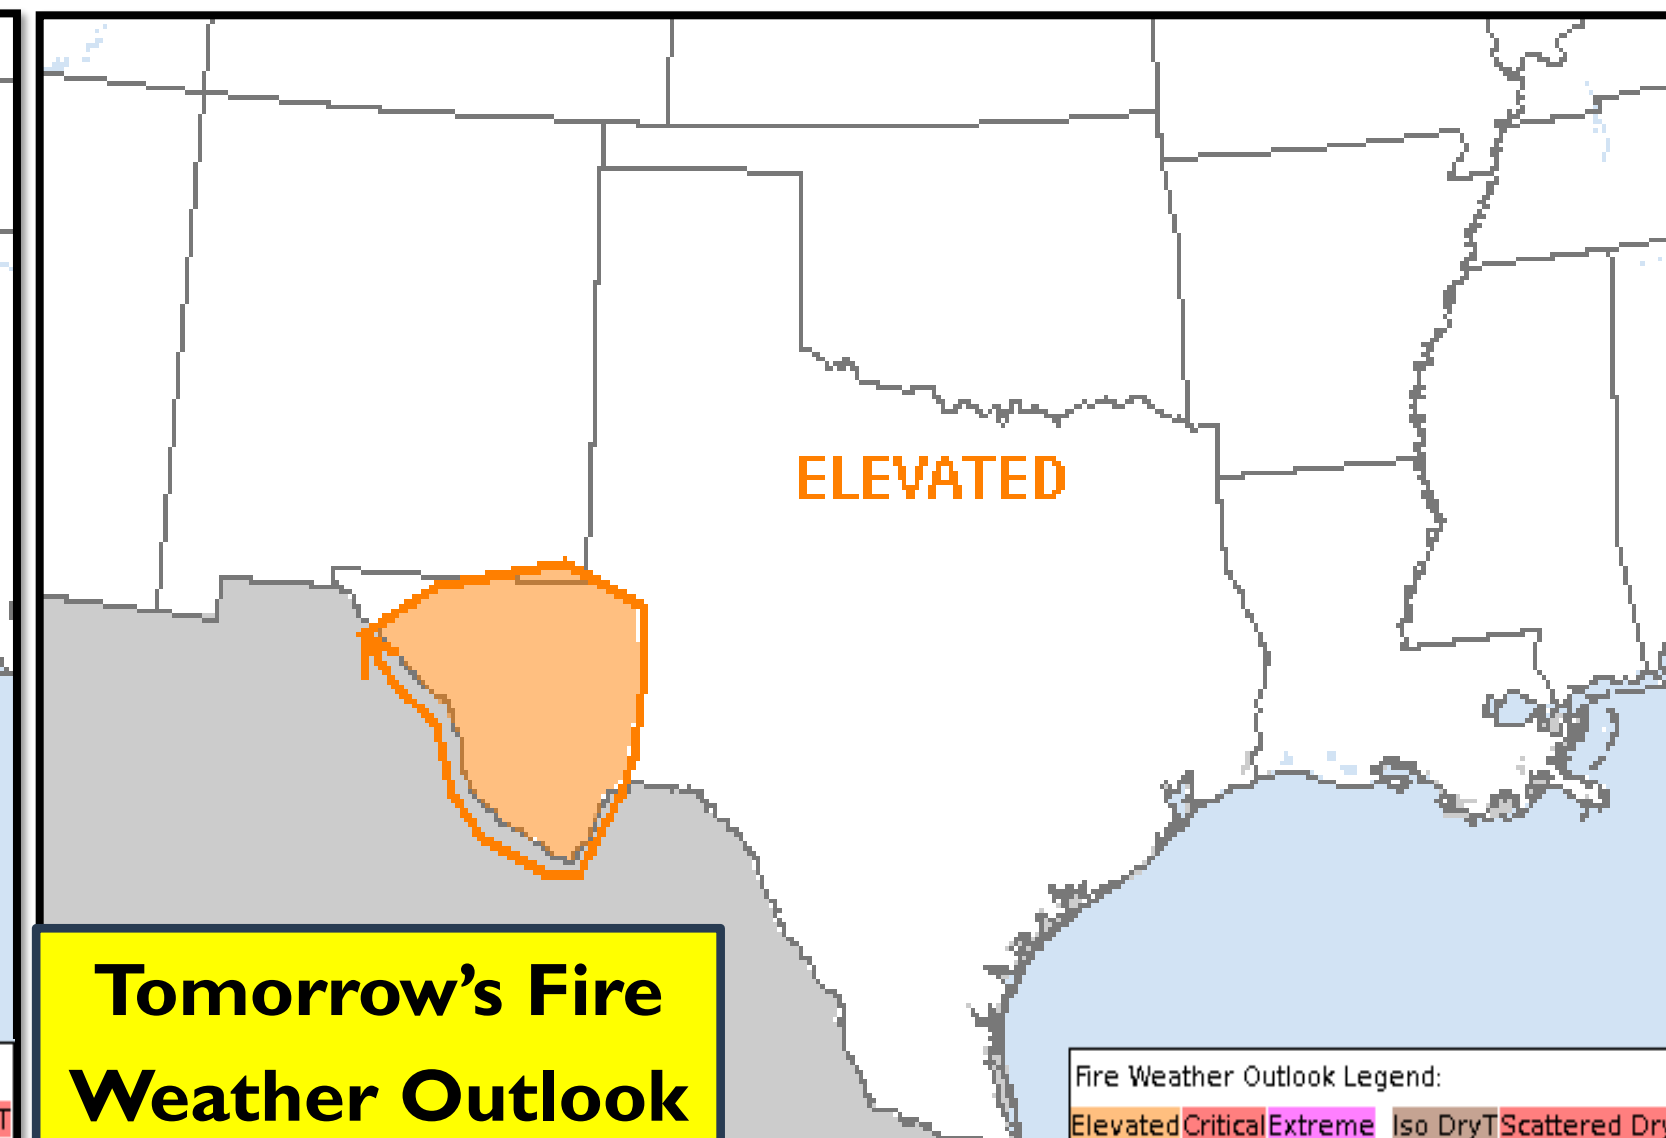 ELEVATED
Tomorrow’s Fire
Weather Outlook
Fire Weather Outlook Legend:
Elevated Critical Extreme Iso DryT Scattered Dry
T